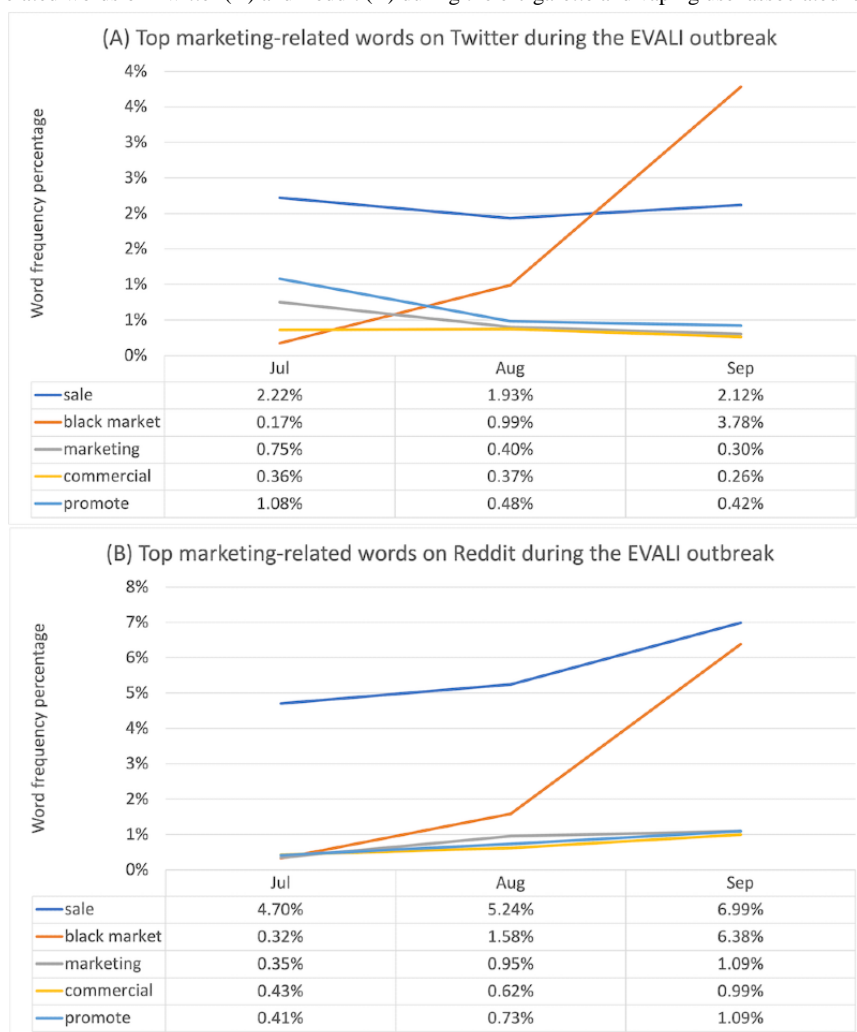 (A) Top marketing-related words on Twitter during the EVALI outbreak
Word frequency percentage
4%
4%
3%
3%
2%
2%
1%
1%
0%
Jul Aug Sep
sale 2.22% 1.93% 2.12%
black market 0.17% 0.99% 3.78%
marketing 0.75% 0.40% 0.30%
commercial 0.36% 0.37% 0.26%
promote 1.08% 0.48% 0.42%
(B) Top marketing-related words on Reddit during the EVALI outbreak
Word frequency percentage
8%
7%
6%
5%
4%
3%
2%
1%
0%
Jul Aug Sep
sale 4.70% 5.24% 6.99%
black market 0.32% 1.58% 6.38%
marketing 0.35% 0.95% 1.09%
commercial 0.43% 0.62% 0.99%
promote 0.41% 0.73% 1.09%